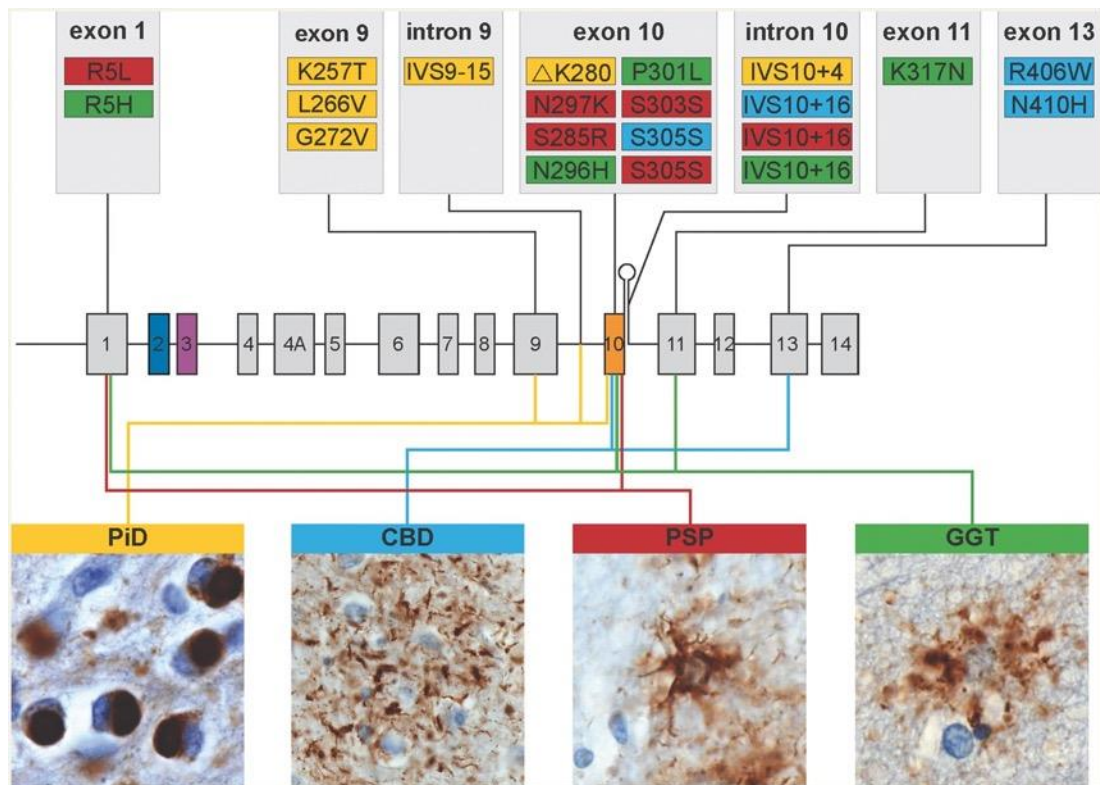 exon 1
R5L
R5H
exon 9
K257T
L266V
G272V
intron 9
IVS9-15
exon 10
△K280 P301L
N297K S303S
S285R S305S
N296H S305S
intron 10
IVS10+4
IVS10+16
IVS10+16
IVS10+16
exon 11
K317N
exon 13
R406W
N410H
1 2 3 4 4A 5 6 7 8 9 10 11 12 13 14
PiD CBD PSP GGT